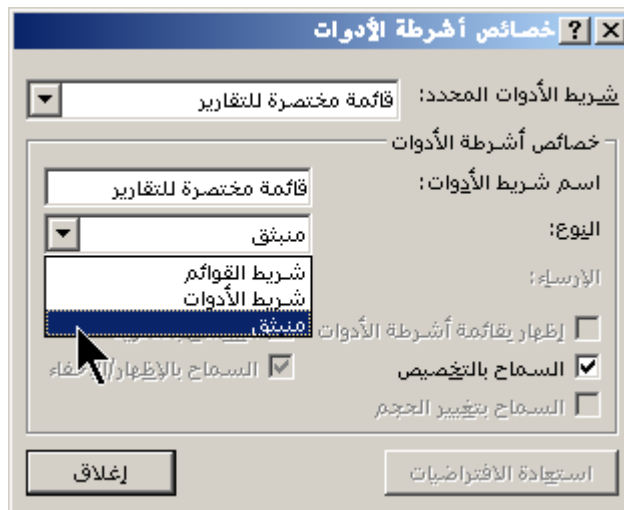 خصائص أشرطة الأدوات
شريط الأدوات المحدد: قائمة مختصرة للتقارير
خصائص أشرطة الأدوات
اسم شريط الأدوات: قائمة مختصرة للتقارير
النوع: منبثق
شريط القوائم
شريط الأدوات
منبثق
الإرساء:
إظهار بقائمة أشرطة الأدوات
السماح بالتخصيص
السماح بالإظهار/الإخفاء
السماح بتغيير الحجم
استعادة الافتراضيات
إغلاق